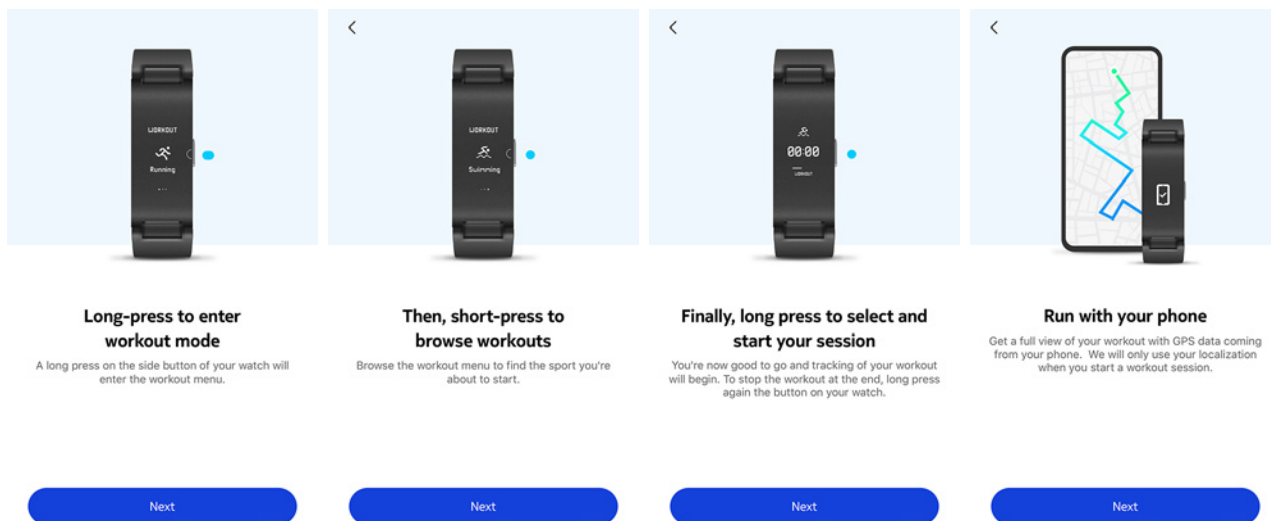 WORKOUT
Running
Long-press to enter
workout mode
A long press on the side button of your watch will
enter the workout menu.
Next
WORKOUT
Swimming
Then, short-press to
browse workouts
Browse the workout menu to find the sport you're
about to start.
Next
00:00
WORKOUT
Finally, long press to select and
start your session
You're now good to go and tracking of your workout
will begin. To stop the workout at the end, long press
again the button on your watch.
Next
Run with your phone
Get a full view of your workout with GPS data coming
from your phone. We will only use your localization
when you start a workout session.
Next